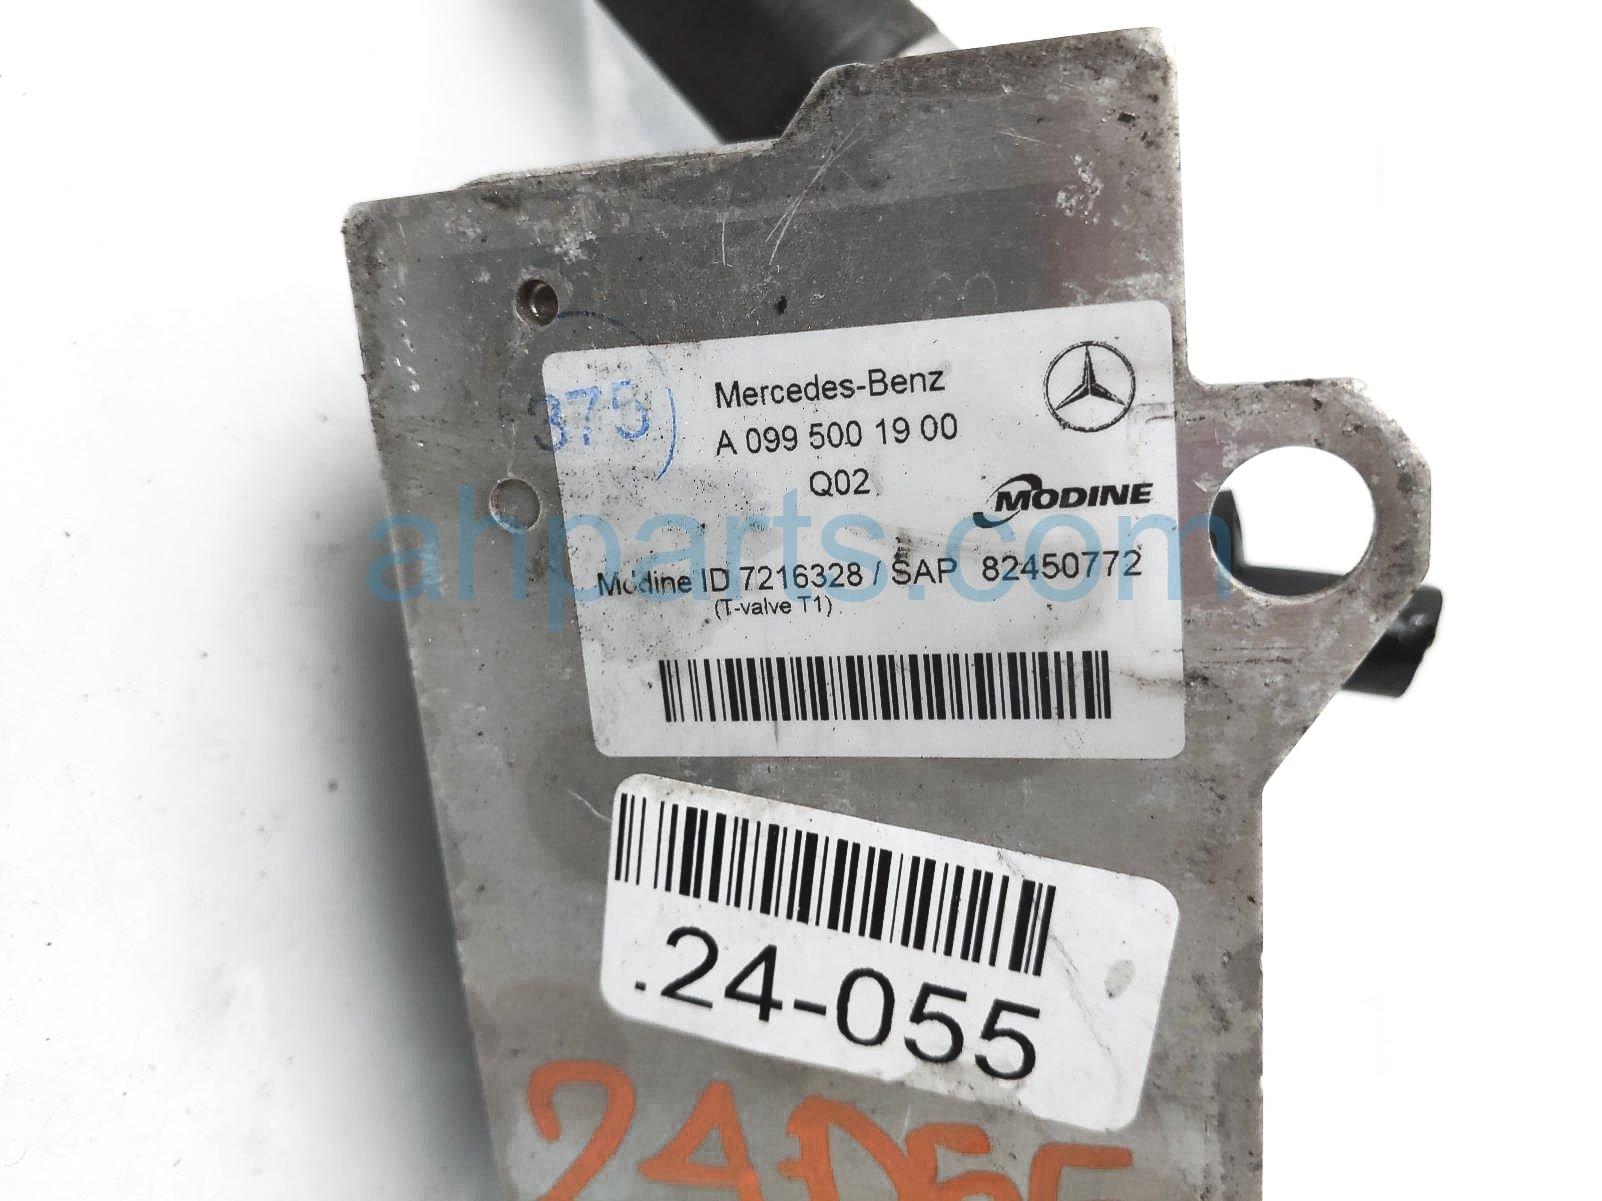 375
Mercedes-Benz
A 099 500 19 00
Q02
MODINE
Modine ID 7216328 / SAP 82450772
(T-valve T1)
ahparts.com
.24-055